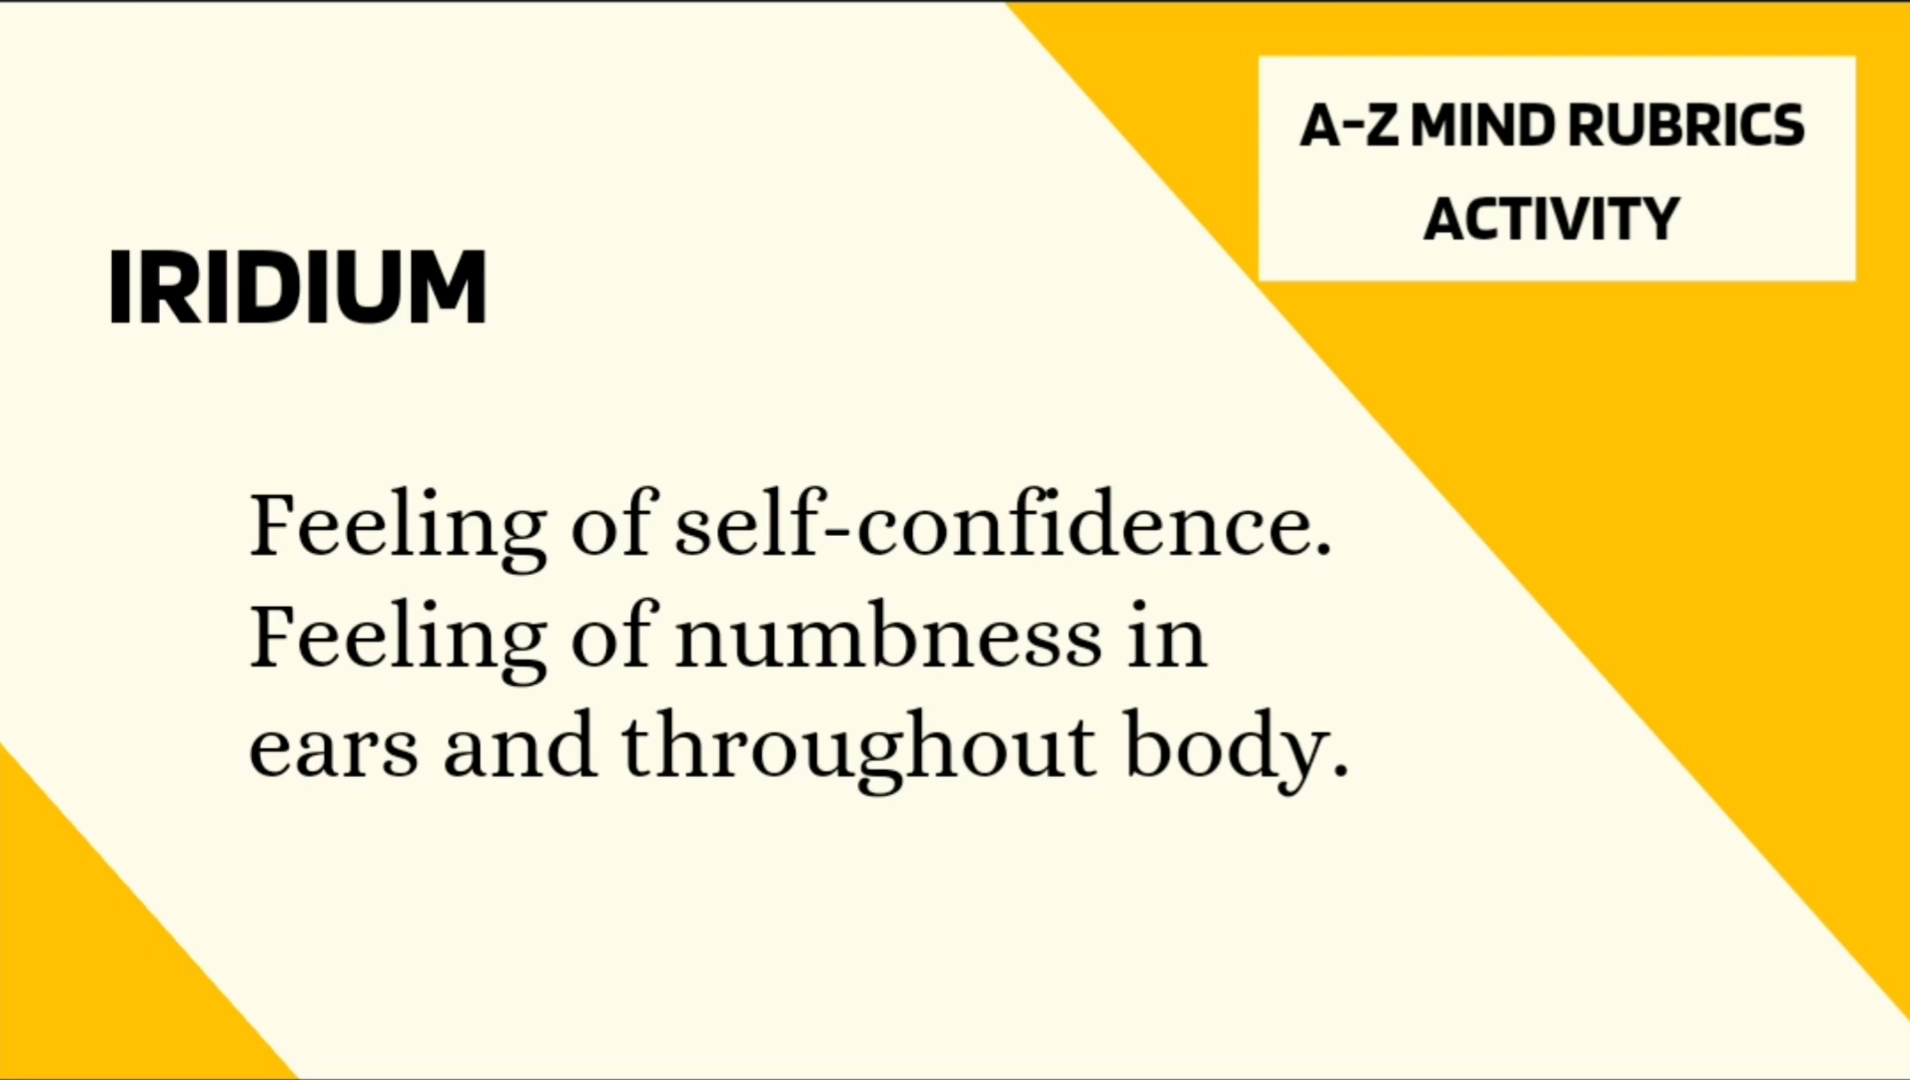 A-Z MIND RUBRICS
ACTIVITY
IRIDIUM
Feeling of self-confidence.
Feeling of numbness in
ears and throughout body.